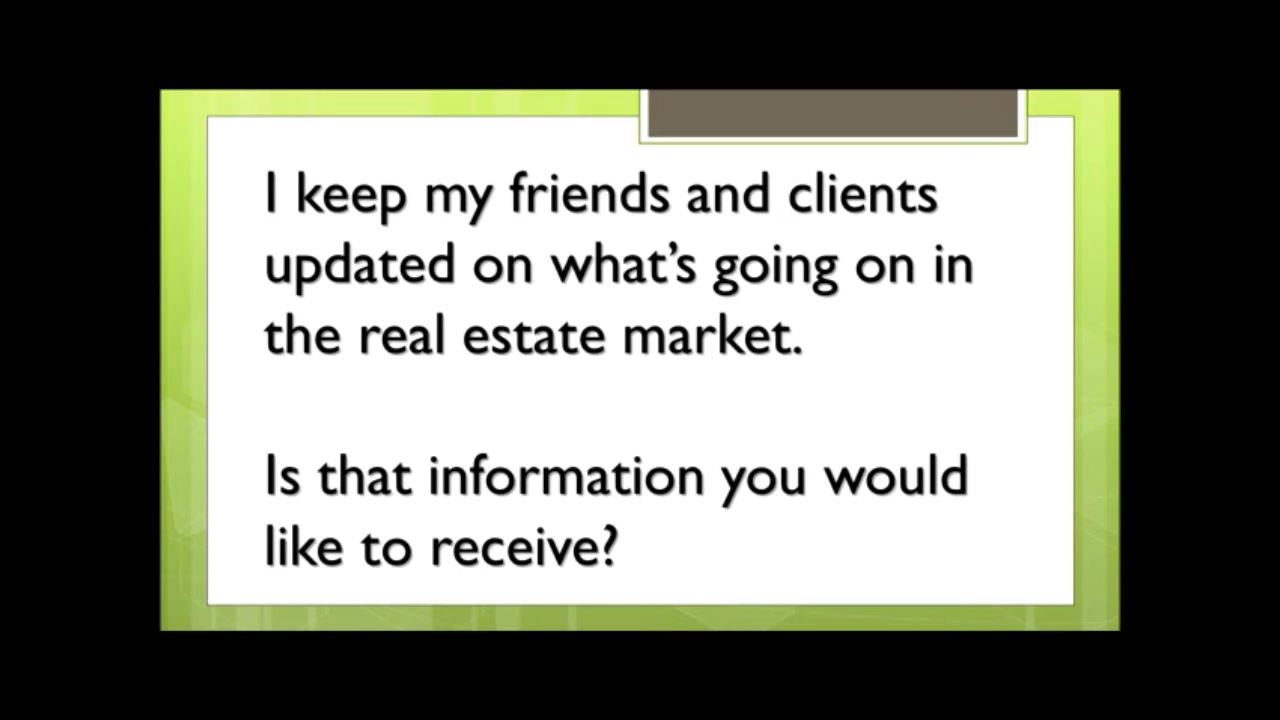 I keep my friends and clients
updated on what’s going on in
the real estate market.
Is that information you would
like to receive?